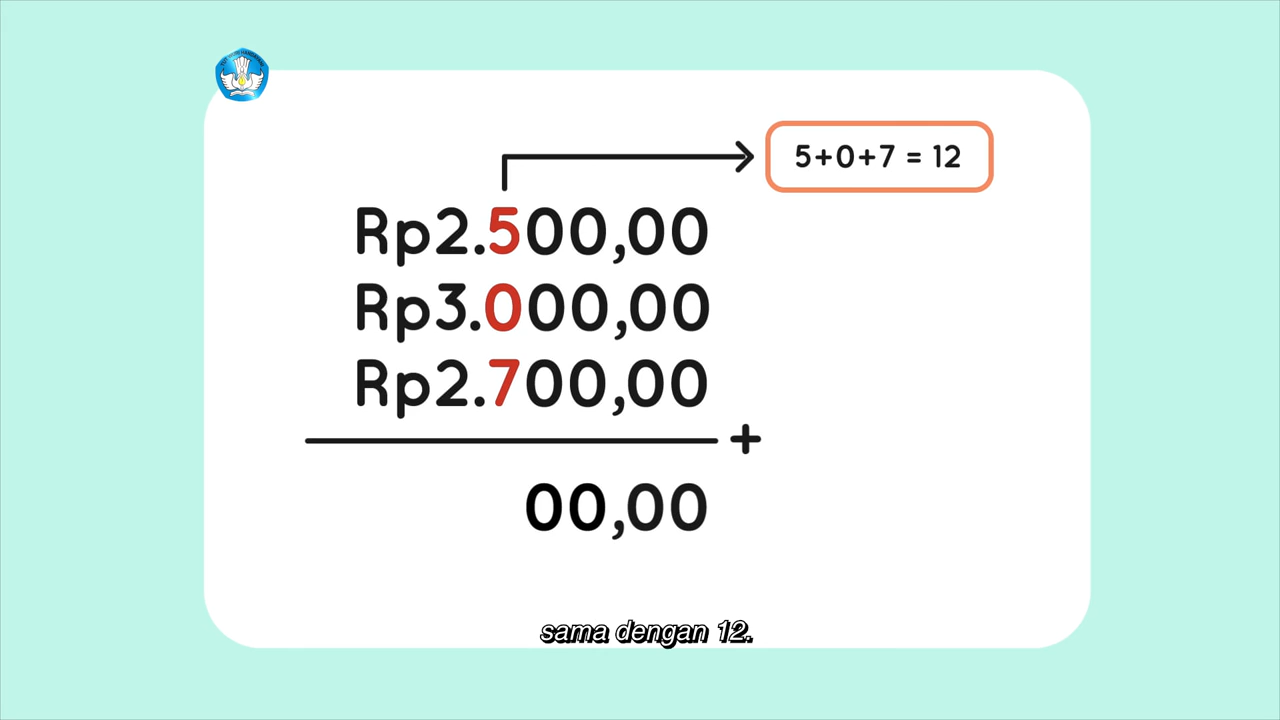 5+0+7 = 12
Rp2.500,00
Rp3.000,00
Rp2.700,00
+
00,00
sama dengan 12.